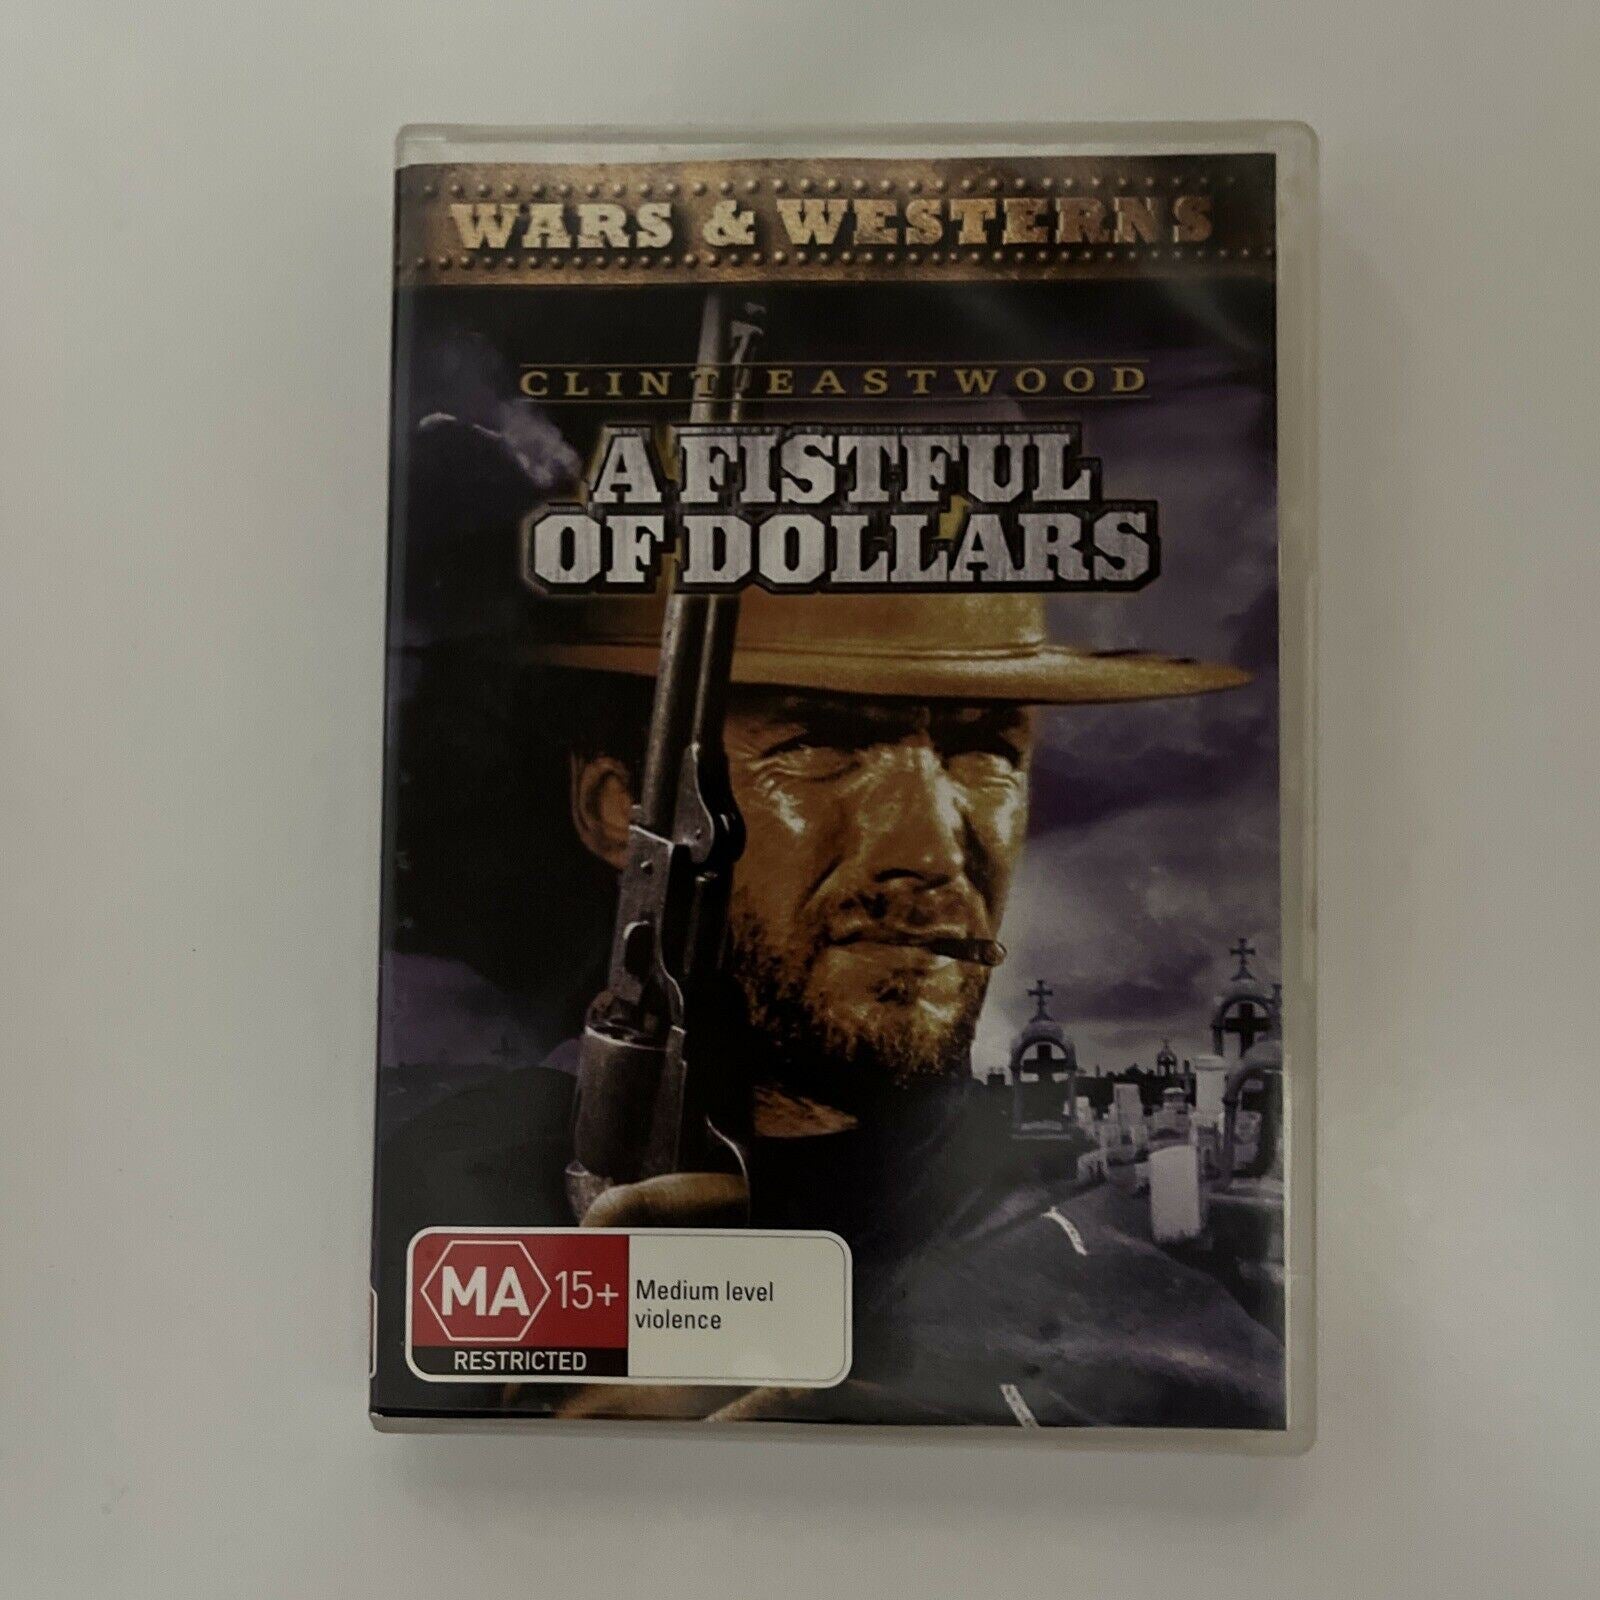 WARS & WESTERNS
CLINT EASTWOOD
A FISTFUL
OF DOLLARS
MA 15+
RESTRICTED
Medium level
violence